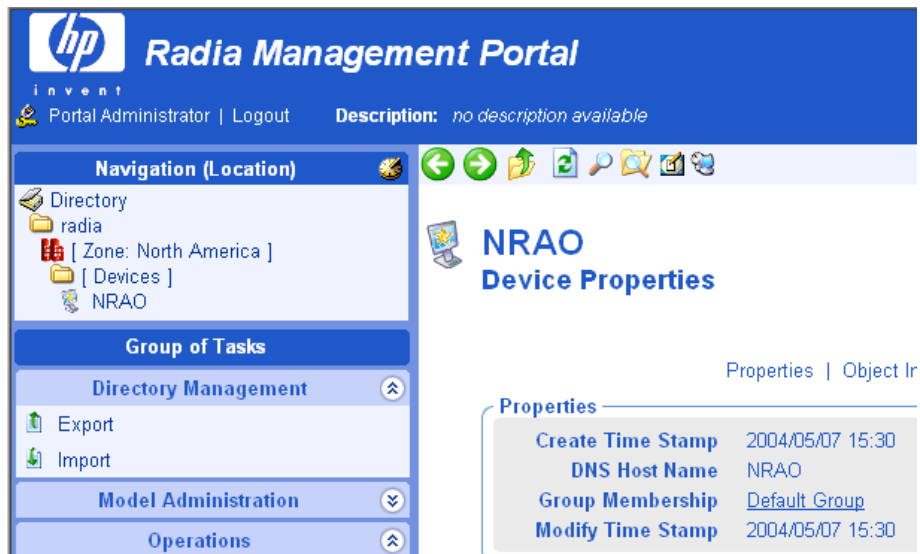 hp
invent
Radia Management Portal
Portal Administrator | Logout
Description: no description available
Navigation (Location)
Directory
radia
[ Zone: North America ]
[ Devices ]
NRAO
Group of Tasks
Directory Management
Export
Import
Model Administration
Operations
NRAO
Device Properties
Properties | Object In
Properties
Create Time Stamp 2004/05/07 15:30
DNS Host Name NRAO
Group Membership Default Group
Modify Time Stamp 2004/05/07 15:30